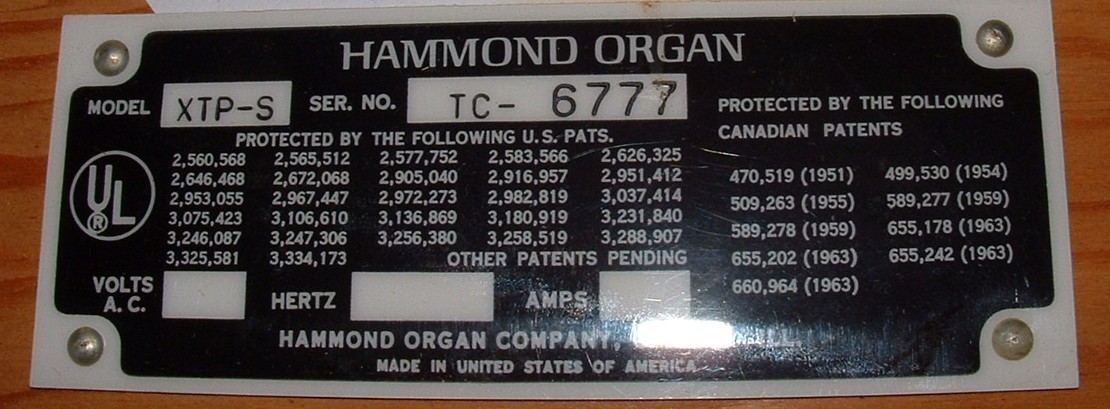 HAMMOND ORGAN
MODEL XTP-S SER. NO. TC- 6777
PROTECTED BY THE FOLLOWING U.S. PATS.
2,560,568 2,565,512 2,577,752 2,583,566 2,626,325
2,646,468 2,672,068 2,905,040 2,916,957 2,951,412
2,953,055 2,967,447 2,972,273 2,982,819 3,037,414
3,075,423 3,106,610 3,136,869 3,180,919 3,231,840
3,246,087 3,247,306 3,256,380 3,258,519 3,288,907
3,325,581 3,334,173 OTHER PATENTS PENDING
UL
®
PROTECTED BY THE FOLLOWING
CANADIAN PATENTS
470,519 (1951) 499,530 (1954)
509,263 (1955) 589,277 (1959)
589,278 (1959) 655,178 (1963)
655,202 (1963) 655,242 (1963)
660,964 (1963)
VOLTS
A.C. HERTZ AMPS
HAMMOND ORGAN COMPANY,
MADE IN UNITED STATES OF AMERICA